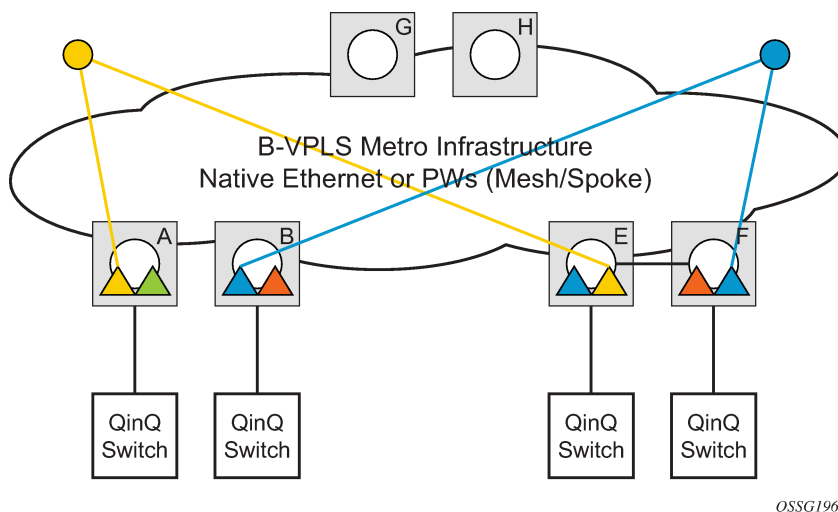 G
H
B-VPLS Metro Infrastructure
Native Ethernet or PWs (Mesh/Spoke)
A
B
E
F
QinQ
Switch
QinQ
Switch
QinQ
Switch
QinQ
Switch
OSSG196